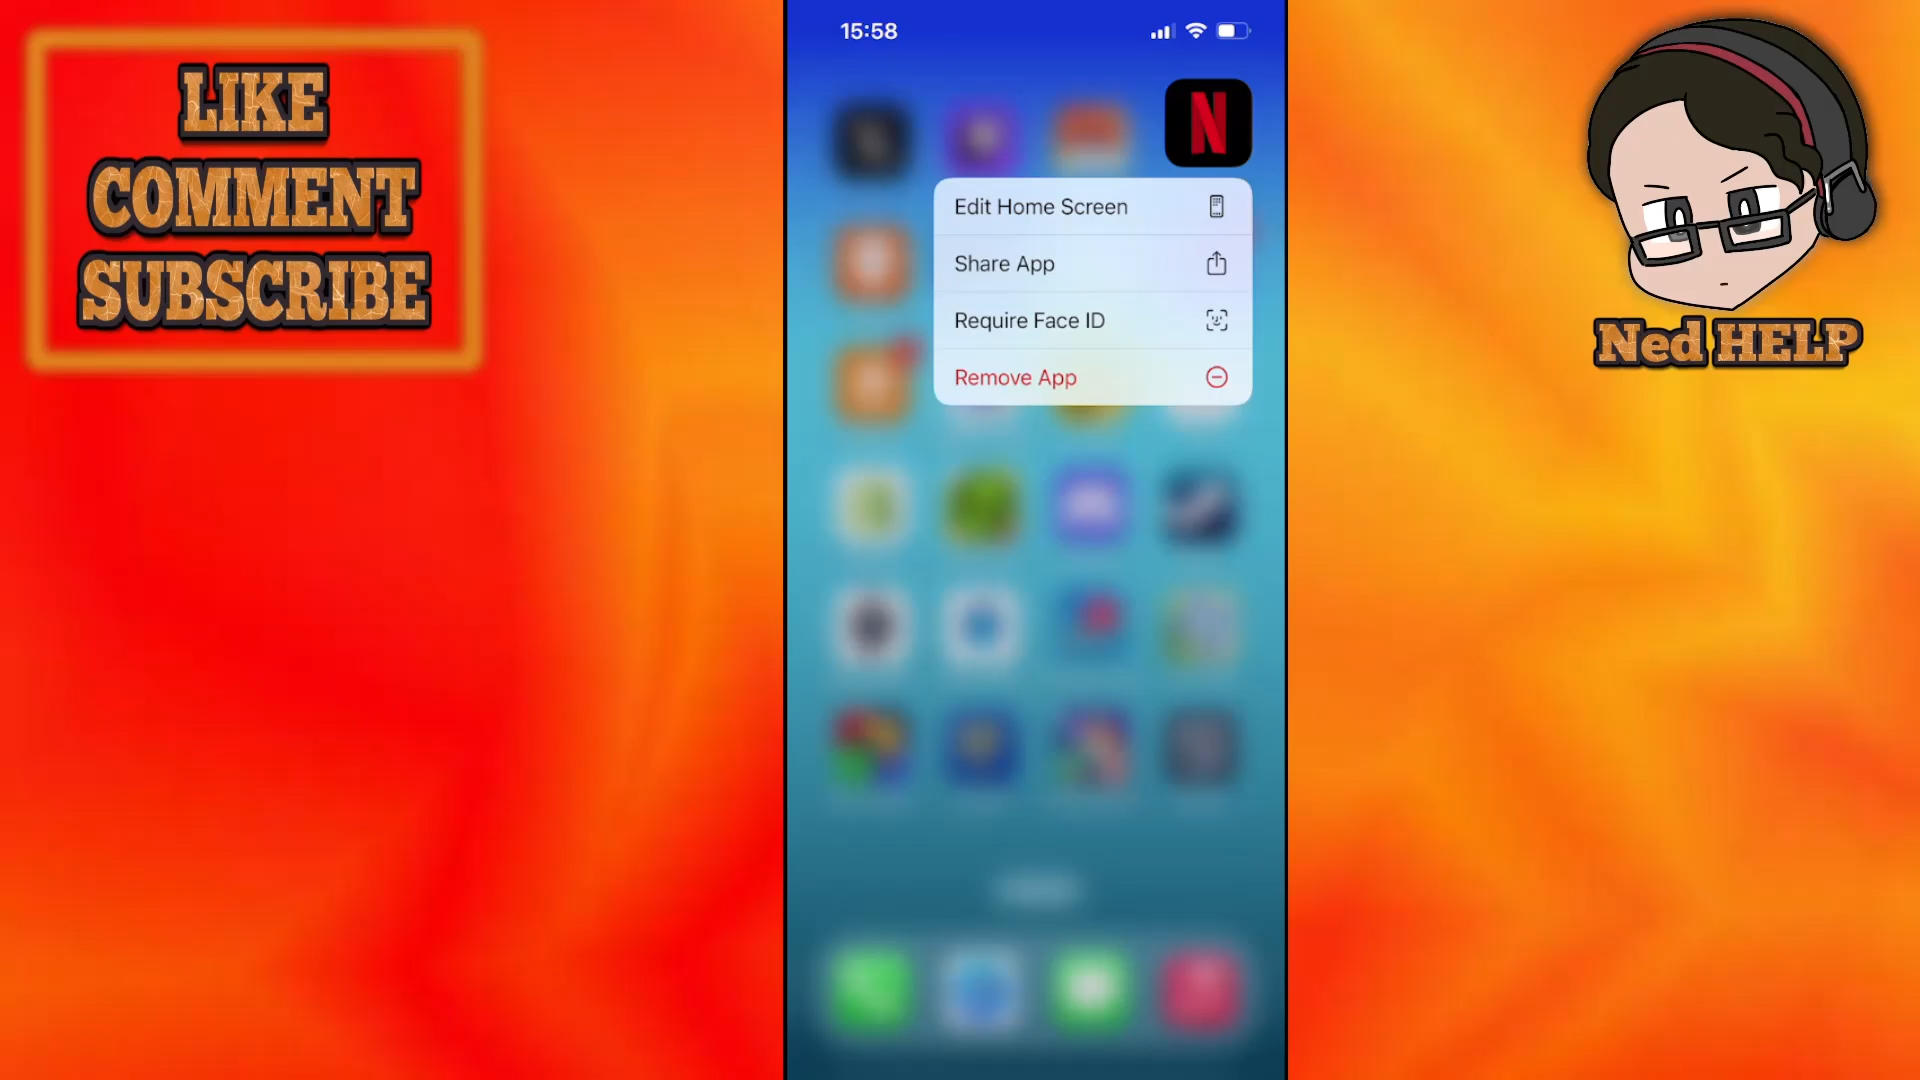 LIKE
COMMENT
SUBSCRIBE
15:58
N
Edit Home Screen
Share App
Require Face ID
Remove App
Ned HELP